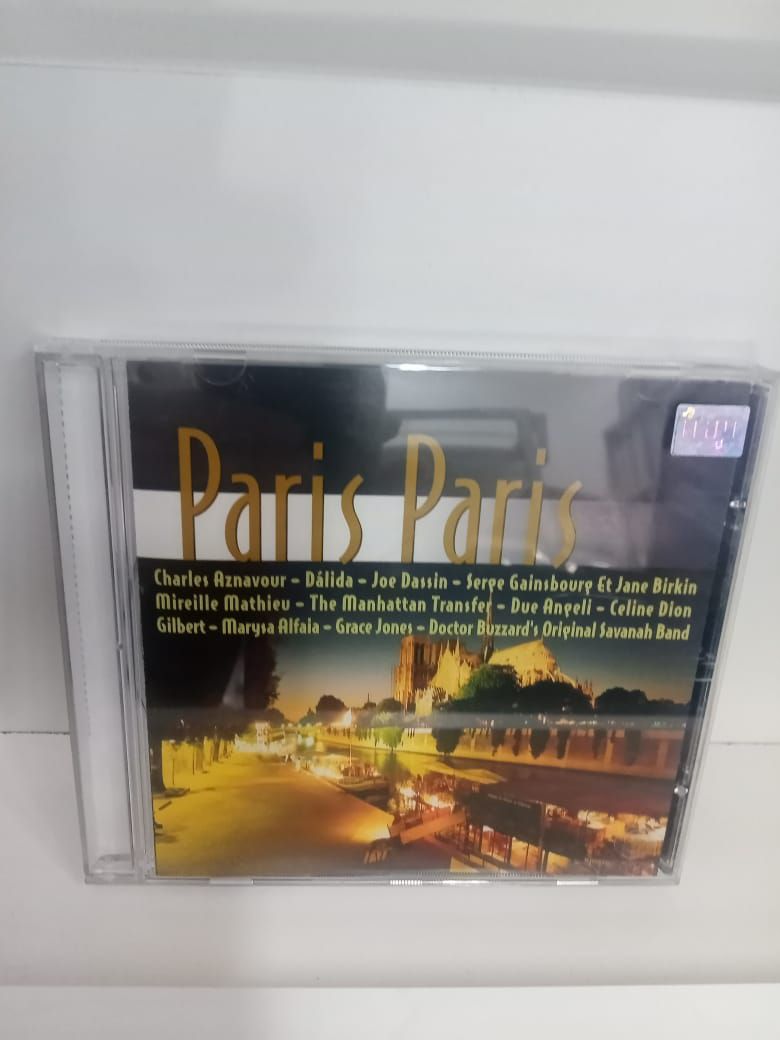 Paris Paris
Charles Aznavour - Dálida - Joe Dassin - Serge Gainsbourg Et Jane Birkin
Mireille Mathieu - The Manhattan Transfer - Due Angeli - Celine Dion
Gilbert - Marysa Alfaia - Grace Jones - Doctor Buzzard's Original Savanah Band